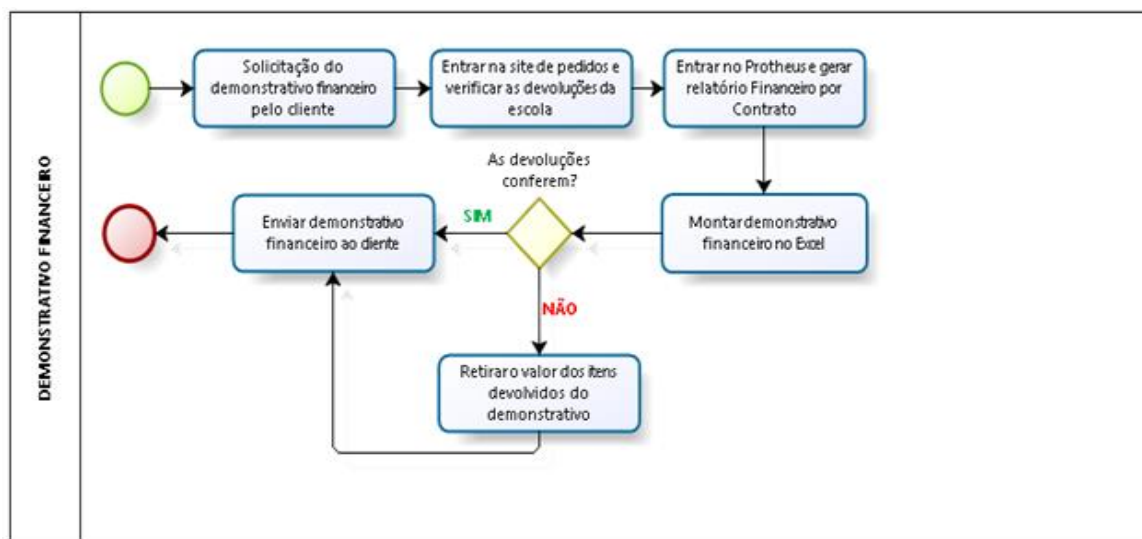 DEMONSTRATIVO FINANCEIRO
Solicitação do
demonstrativo financeiro
pelo cliente
Entrar na site de pedidos e
verificar as devoluções da
escola
Entrar no Protheus e gerar
relatório Financeiro por
Contrato
Montar demonstrativo
financeiro no Excel
As devoluções
conferem?
SIM
Enviar demonstrativo
financeiro ao cliente
NÃO
Retirar o valor dos ítens
devolvidos do
demonstrativo